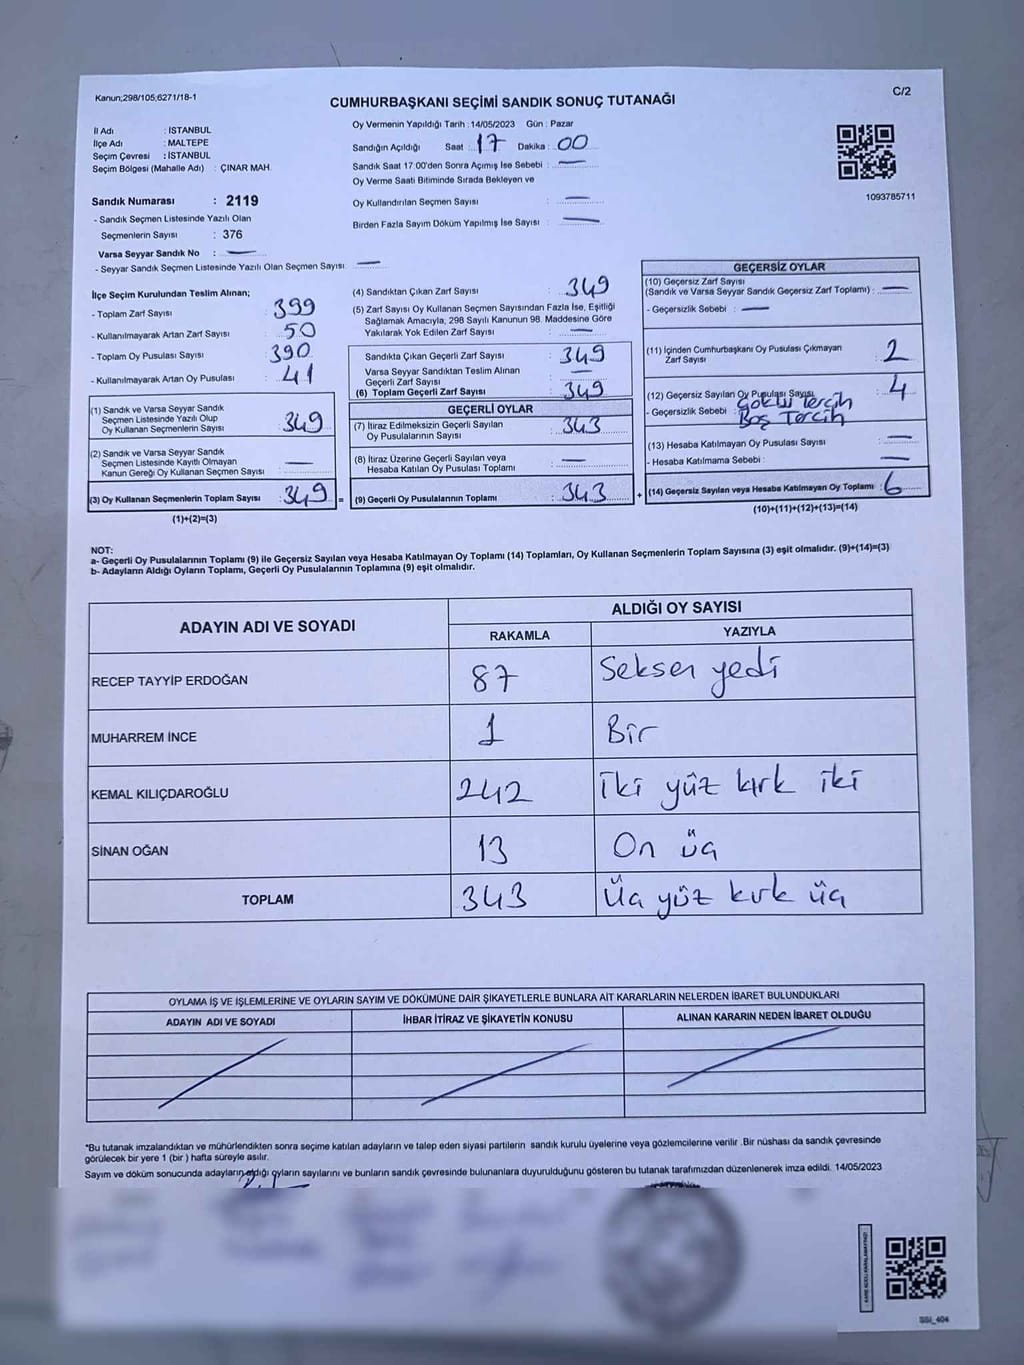 Kanun;298/105;6271/18-1
C/2
CUMHURBAŞKANI SEÇİMİ SANDIK SONUÇ TUTANAĞI
İl Adı : İSTANBUL
İlçe Adı : MALTEPE
Seçim Çevresi : İSTANBUL
Seçim Bölgesi (Mahalle Adı) : ÇINAR MAH.
Sandık Numarası : 2119
- Sandık Seçmen Listesinde Yazılı Olan
Seçmenlerin Sayısı : 376
Varsa Seyyar Sandık No :
- Seyyar Sandık Seçmen Listesinde Yazılı Olan Seçmen Sayısı:
Oy Vermenin Yapıldığı Tarih :14/05/2023 Gün : Pazar
Sandığın Açıldığı Saat : 17 Dakika : 00
Sandık Saat 17:00'den Sonra Açımış İse Sebebi :
Oy Verme Saati Bitiminde Sırada Bekleyen ve
Oy Kullandırılan Seçmen Sayısı :
Birden Fazla Sayım Döküm Yapılmış İse Sayısı :
1093785711
İlçe Seçim Kurulundan Teslim Alınan;
- Toplam Zarf Sayısı : 399
- Kullanılmayarak Artan Zarf Sayısı : 50
- Toplam Oy Pusulası Sayısı : 390
- Kullanılmayarak Artan Oy Pusulası : 41
(1) Sandık ve Varsa Seyyar Sandık
Seçmen Listesinde Yazılı Olup
Oy Kullanan Seçmenlerin Sayısı : 349
(2) Sandık ve Varsa Seyyar Sandık
Seçmen Listesinde Kayıtlı Olmayan
Kanun Gereği Oy Kullanan Seçmen Sayısı :
(3) Oy Kullanan Seçmenlerin Toplam Sayısı : 349 =
(1)+(2)=(3)
(4) Sandıktan Çıkan Zarf Sayısı : 349
(5) Zarf Sayısı Oy Kullanan Seçmen Sayısından Fazla İse, Eşitliği
Sağlamak Amacıyla, 298 Sayılı Kanunun 98. Maddesine Göre
Yakılarak Yok Edilen Zarf Sayısı :
Sandıkta Çıkan Geçerli Zarf Sayısı : 349
Varsa Seyyar Sandıktan Teslim Alınan
Geçerli Zarf Sayısı :
(6) Toplam Geçerli Zarf Sayısı : 349
GEÇERLİ OYLAR
(7) İtiraz Edilmeksizin Geçerli Sayılan
Oy Pusulalarının Sayısı : 343
(8) İtiraz Üzerine Geçerli Sayılan veya
Hesaba Katılan Oy Pusulası Toplamı :
(9) Geçerli Oy Pusulalarının Toplamı : 343 +
GEÇERSİZ OYLAR
(10) Geçersiz Zarf Sayısı
(Sandık ve Varsa Seyyar Sandık Geçersiz Zarf Toplamı) :
- Geçersizlik Sebebi :
(11) İçinden Cumhurbaşkanı Oy Pusulası Çıkmayan
Zarf Sayısı : 2
(12) Geçersiz Sayılan Oy Pusulası Sayısı : 4
- Geçersizlik Sebebi : Tercih
Boş Tercih
(13) Hesaba Katılmayan Oy Pusulası Sayısı :
- Hesaba Katılmama Sebebi :
(14) Geçersiz Sayılan veya Hesaba Katılmayan Oy Toplamı : 6
(10)+(11)+(12)+(13)=(14)
NOT:
a- Geçerli Oy Pusulalarının Toplamı (9) ile Geçersiz Sayılan veya Hesaba Katılmayan Oy Toplamı (14) Toplamları, Oy Kullanan Seçmenlerin Toplam Sayısına (3) eşit olmalıdır. (9)+(14)=(3)
b- Adayların Aldığı Oyların Toplamı, Geçerli Oy Pusulalarının Toplamına (9) eşit olmalıdır.
ADAYIN ADI VE SOYADI
ALDIĞI OY SAYISI
RAKAMLA YAZIYLA
RECEP TAYYİP ERDOĞAN 87 Seksen yedi
MUHARREM İNCE 1 Bir
KEMAL KILIÇDAROĞLU 242 İki yüz kırk iki
SİNAN OĞAN 13 On üç
TOPLAM 343 Üç yüz kırk üç
OYLAMA İŞ VE İŞLEMLERİNE VE OYLARIN SAYIM VE DÖKÜMÜNE DAİR ŞİKAYETLERLE BUNLARA AİT KARARLARIN NELERDEN İBARET BULUNDUKLARI
ADAYIN ADI VE SOYADI İHBAR İTİRAZ VE ŞİKAYETİN KONUSU ALINAN KARARIN NEDEN İBARET OLDUĞU
*Bu tutanak imzalandıktan ve mühürlendikten sonra seçime katılan adayların ve talep eden siyasi partilerin sandık kurulu üyelerine veya gözlemcilerine verilir .Bir nüshası da sandık çevresinde
görülecek bir yere 1 (bir ) hafta süreyle asılır.
Sayım ve döküm sonucunda adayların aldığı oyların sayılarını ve bunların sandık çevresinde bulunanlara duyurulduğunu gösteren bu tutanak tarafımızdan düzenlenerek imza edildi. 14/05/2023
KARE KODU KARALAMAYINIZ!
SSI_404